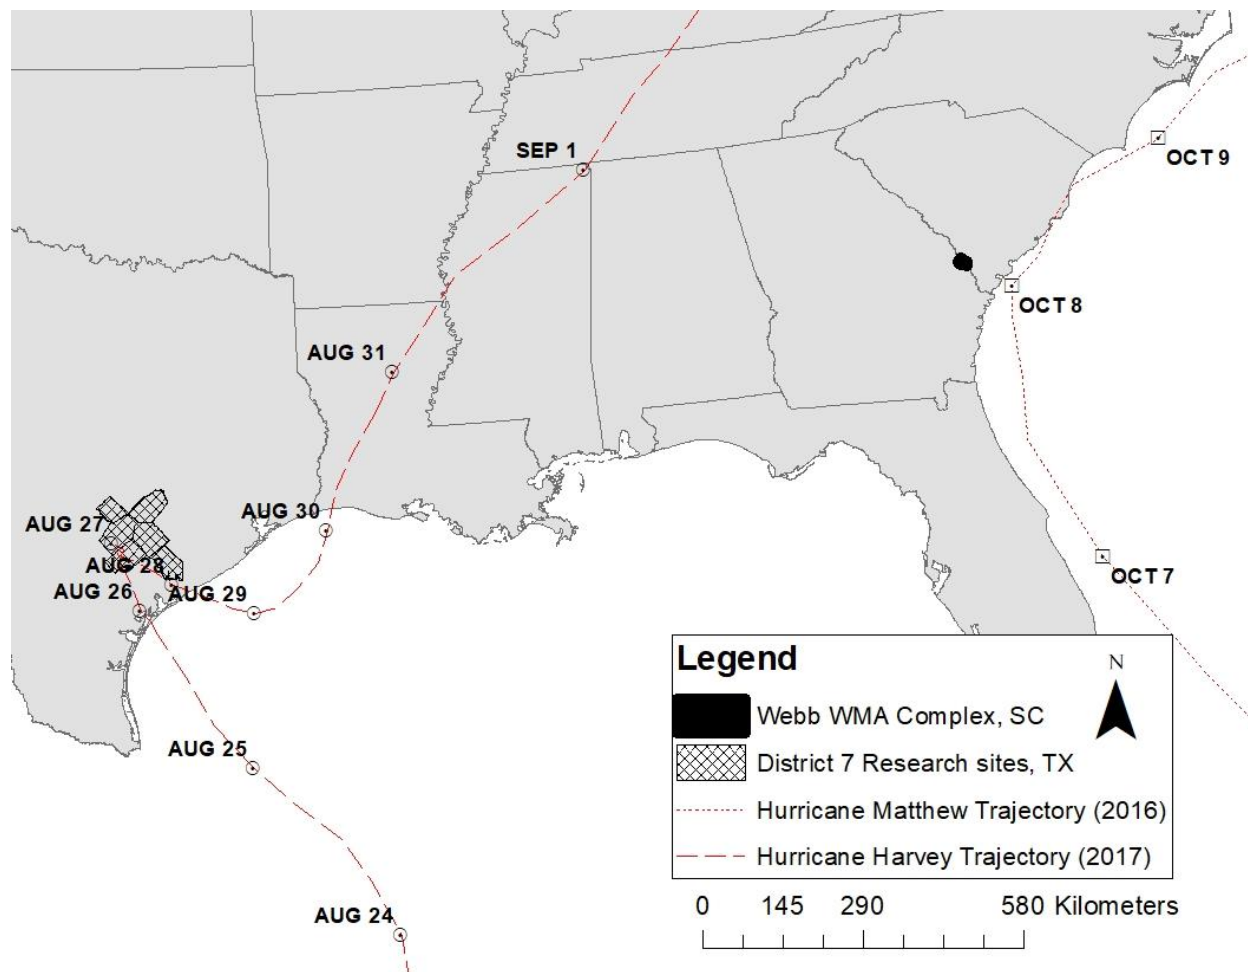 SEP 1
OCT 9
OCT 8
AUG 31
AUG 30
AUG 27
AUG 28
AUG 26
AUG 29
OCT 7
AUG 25
AUG 24
Legend
N
Webb WMA Complex, SC
District 7 Research sites, TX
Hurricane Matthew Trajectory (2016)
Hurricane Harvey Trajectory (2017)
0 145 290 580 Kilometers